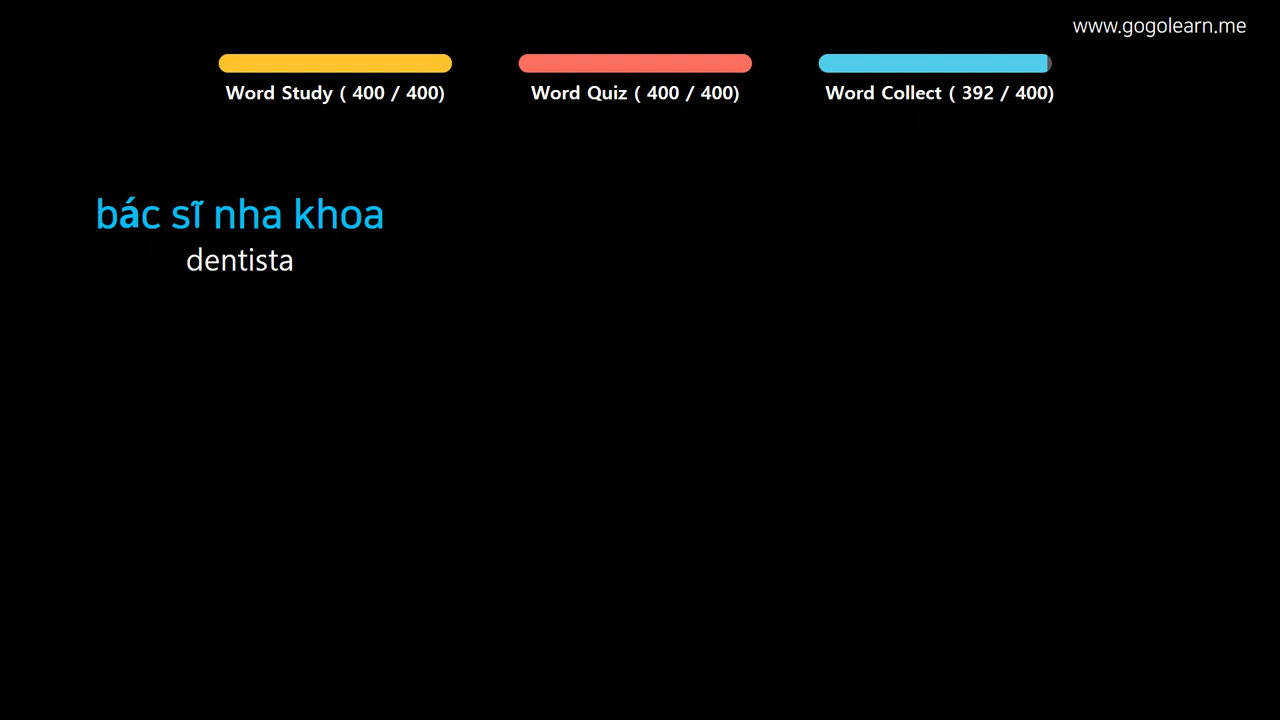 www.gogolearn.me
Word Study ( 400 / 400)
Word Quiz ( 400 / 400)
Word Collect ( 392 / 400)
bác sĩ nha khoa
dentista